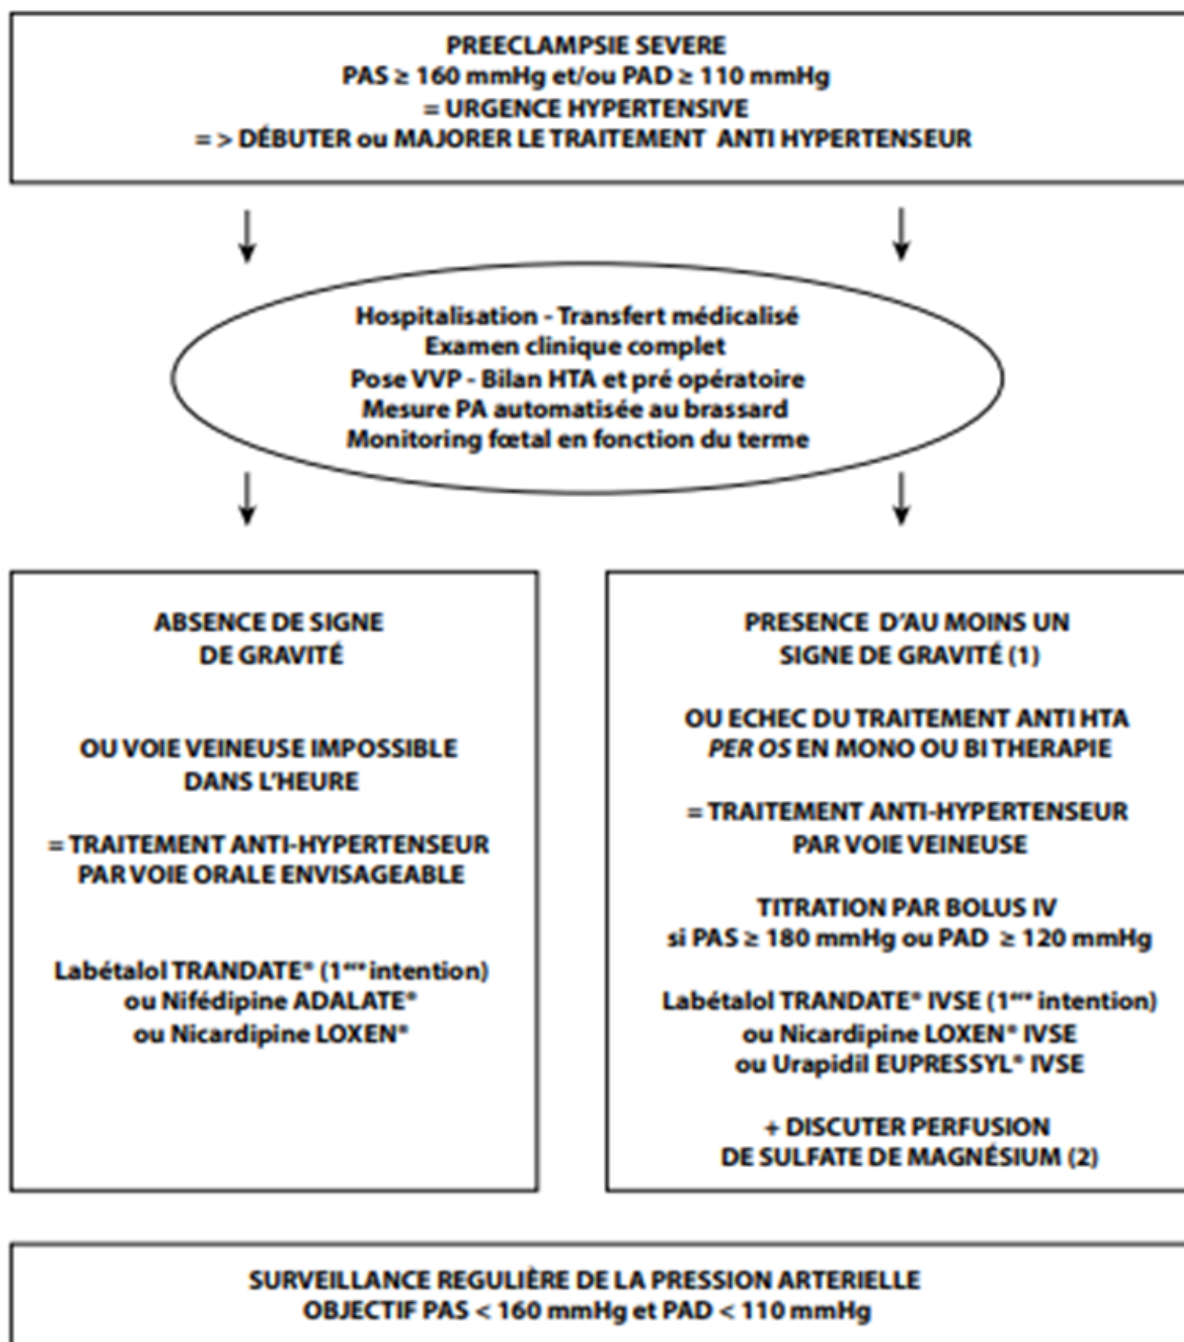 PREECLAMPSIE SEVERE
PAS ≥ 160 mmHg et/ou PAD ≥ 110 mmHg
= URGENCE HYPERTENSIVE
= > DÉBUTER ou MAJORER LE TRAITEMENT ANTI HYPERTENSEUR
Hospitalisation - Transfert médicalisé
Examen clinique complet
Pose VVP - Bilan HTA et pré opératoire
Mesure PA automatisée au brassard
Monitoring fœtal en fonction du terme
ABSENCE DE SIGNE
DE GRAVITÉ
OU VOIE VEINEUSE IMPOSSIBLE
DANS L'HEURE
= TRAITEMENT ANTI-HYPERTENSEUR
PAR VOIE ORALE ENVISAGEABLE
Labétalol TRANDATE® (1ère intention)
ou Nifédipine ADALATE®
ou Nicardipine LOXEN®
PRESENCE D'AU MOINS UN
SIGNE DE GRAVITÉ (1)
OU ECHEC DU TRAITEMENT ANTI HTA
PER OS EN MONO OU BI THERAPIE
= TRAITEMENT ANTI-HYPERTENSEUR
PAR VOIE VEINEUSE
TITRATION PAR BOLUS IV
si PAS ≥ 180 mmHg ou PAD ≥ 120 mmHg
Labétalol TRANDATE® IVSE (1ère intention)
ou Nicardipine LOXEN® IVSE
ou Urapidil EUPRESSYL® IVSE
+ DISCUTER PERFUSION
DE SULFATE DE MAGNÉSIUM (2)
SURVEILLANCE REGULIÈRE DE LA PRESSION ARTERIELLE
OBJECTIF PAS < 160 mmHg et PAD < 110 mmHg